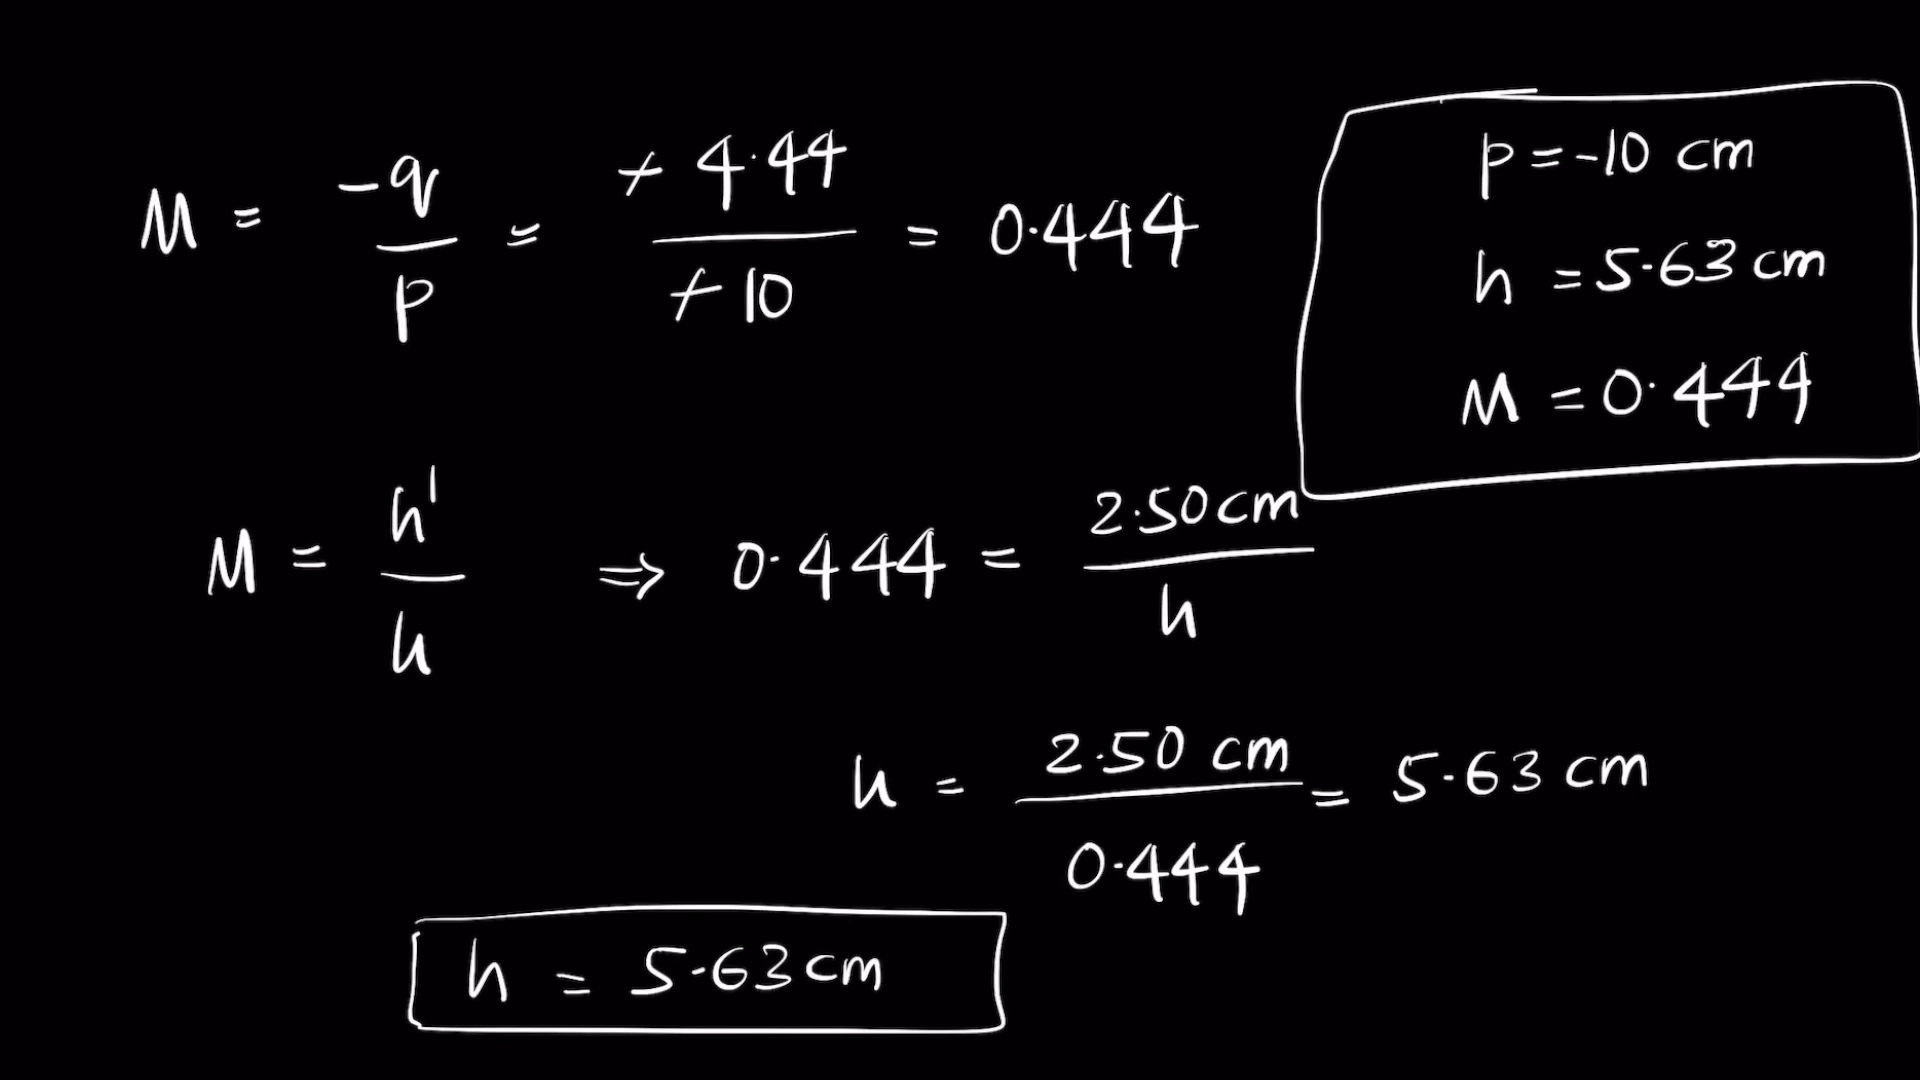 M = -q/p = +4.44/+10 = 0.444
p = -10 cm
h = 5.63 cm
M = 0.444
M = h'/h ⇒ 0.444 = 2.50cm/h
h = 2.50 cm/0.444 = 5.63 cm
h = 5.63cm